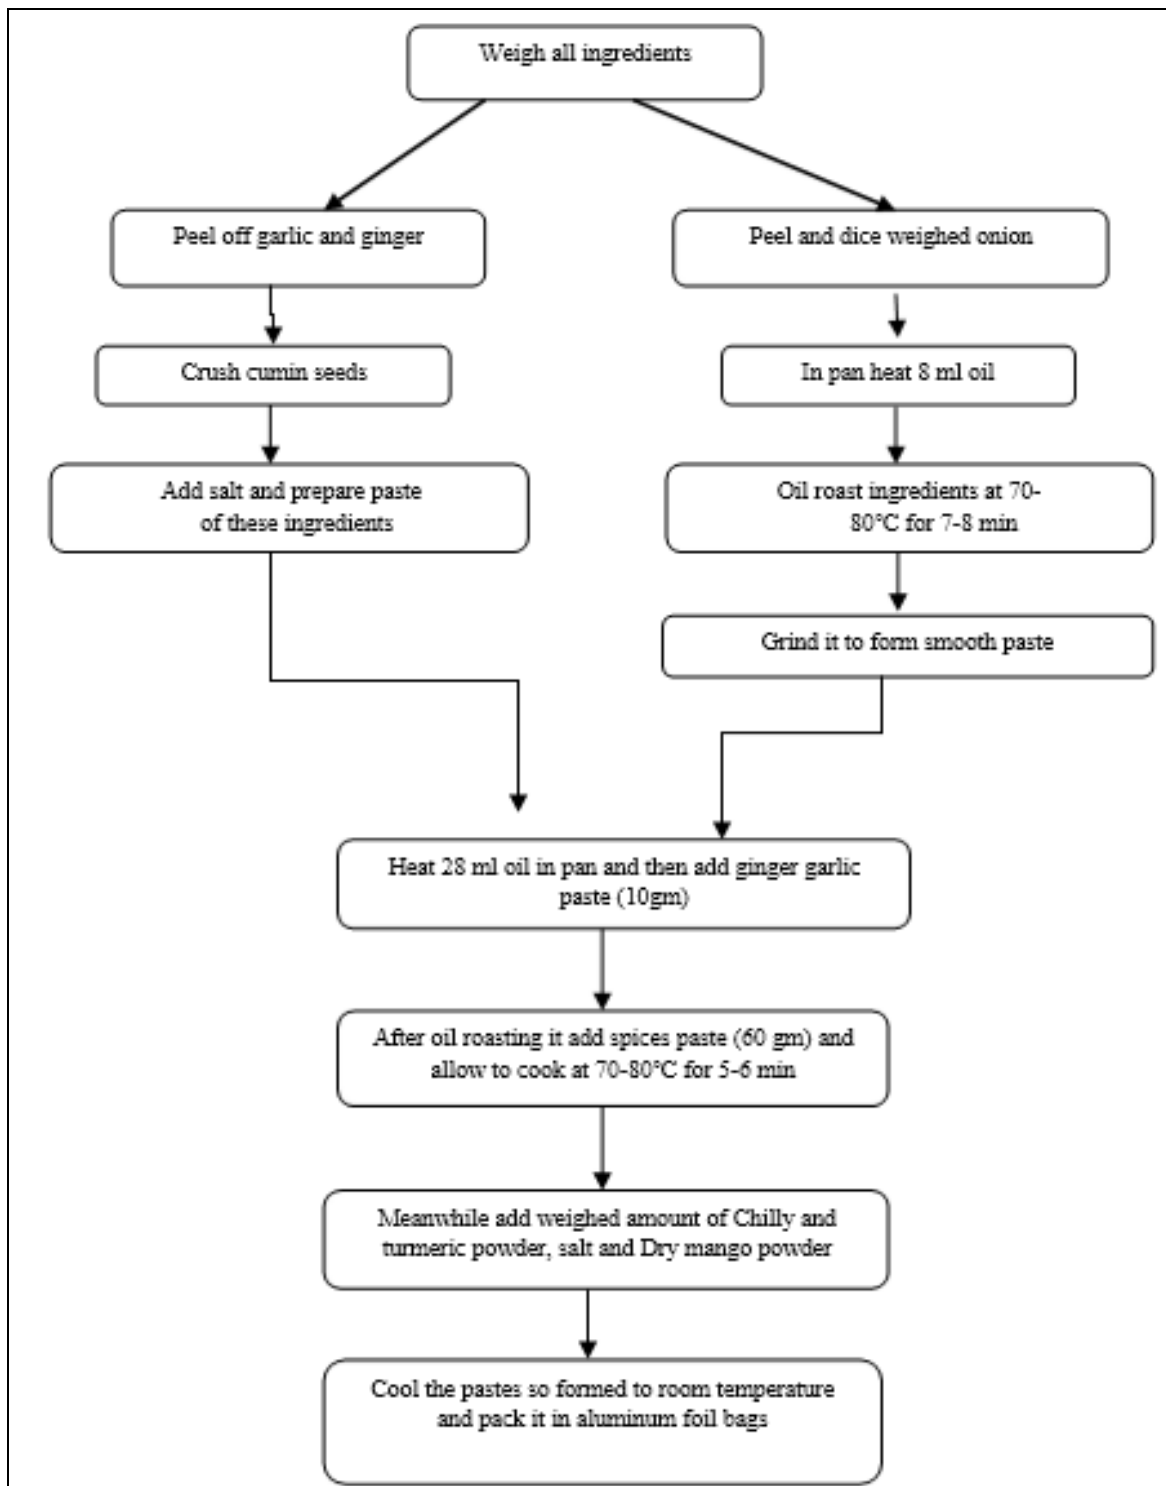 Weigh all ingredients
Peel off garlic and ginger
Peel and dice weighed onion
Crush cumin seeds
In pan heat 8 ml oil
Add salt and prepare paste
of these ingredients
Oil roast ingredients at 70-
80°C for 7-8 min
Grind it to form smooth paste
Heat 28 ml oil in pan and then add ginger garlic
paste (10gm)
After oil roasting it add spices paste (60 gm) and
allow to cook at 70-80°C for 5-6 min
Meanwhile add weighed amount of Chilly and
turmeric powder, salt and Dry mango powder
Cool the pastes so formed to room temperature
and pack it in aluminum foil bags